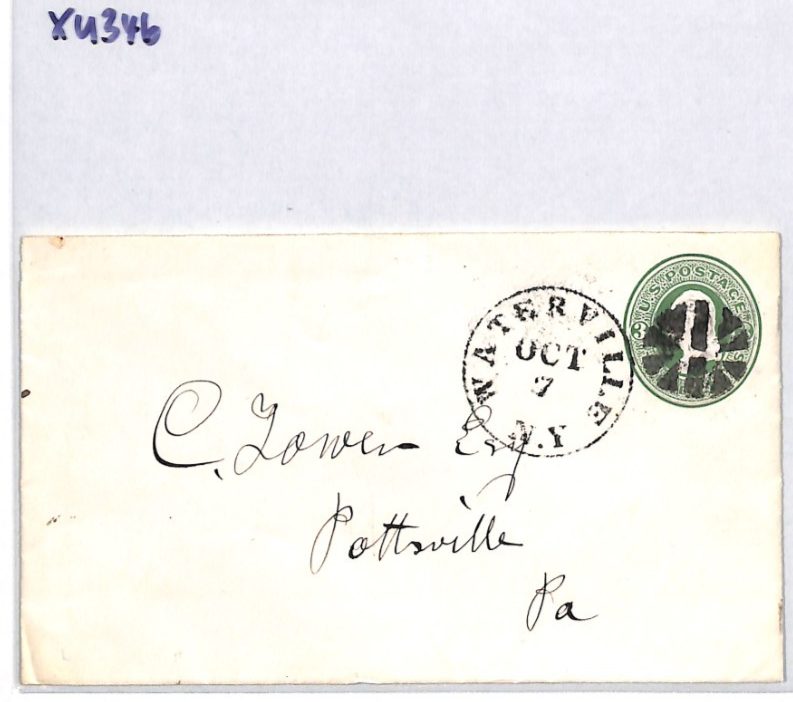 XU346
U.S. POSTAGE
3
WATERVILLE
OCT
7
N.Y
C. Tower Esq
Pottsville
Pa